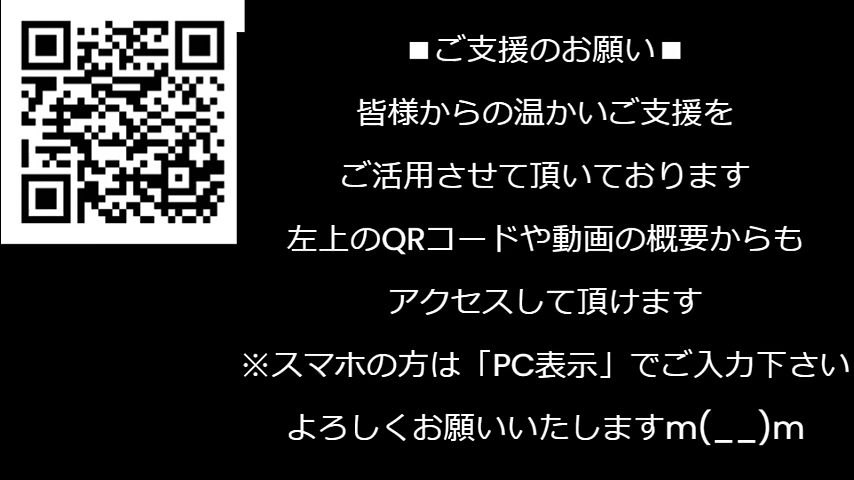 ■ご支援のお願い■
皆様からの温かいご支援を
ご活用させて頂いております
左上のQRコードや動画の概要からも
アクセスして頂けます
※スマホの方は「PC表示」でご入力下さい
よろしくお願いいたしますm(__)m